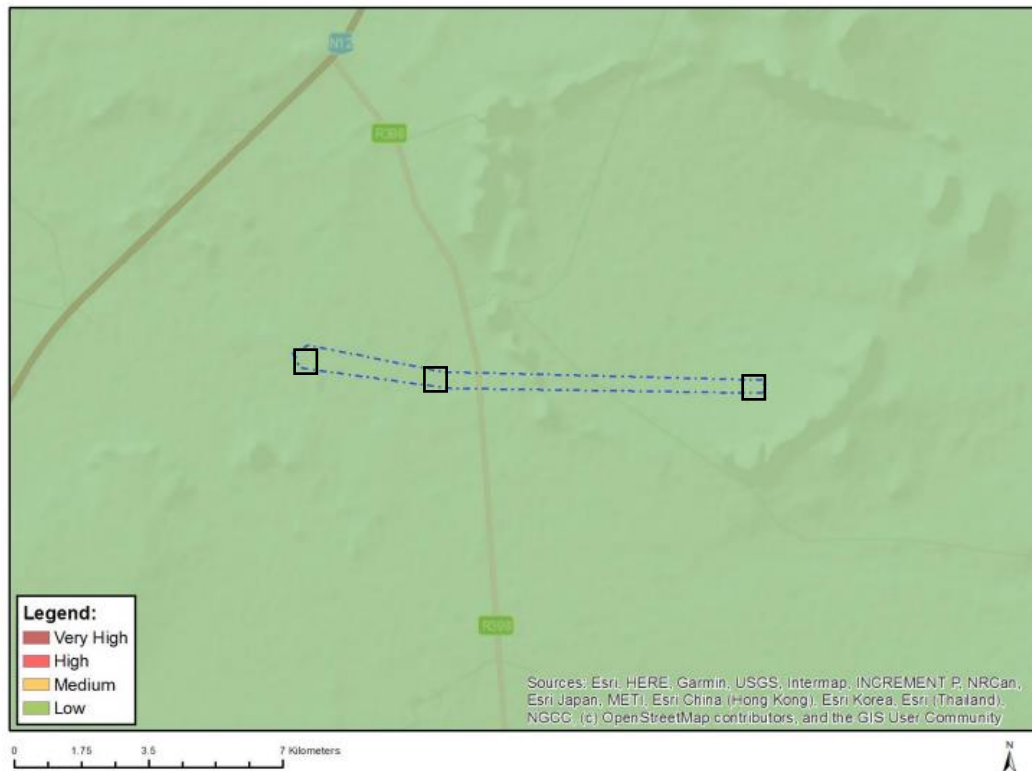 N12
R398
R398
Legend:
Very High
High
Medium
Low
Sources: Esri, HERE, Garmin, USGS, Intermap, INCREMENT P, NRCan,
Esri Japan, METI, Esri China (Hong Kong), Esri Korea, Esri (Thailand),
NGCC, (c) OpenStreetMap contributors, and the GIS User Community
0 1.75 3.5 7 Kilometers
N